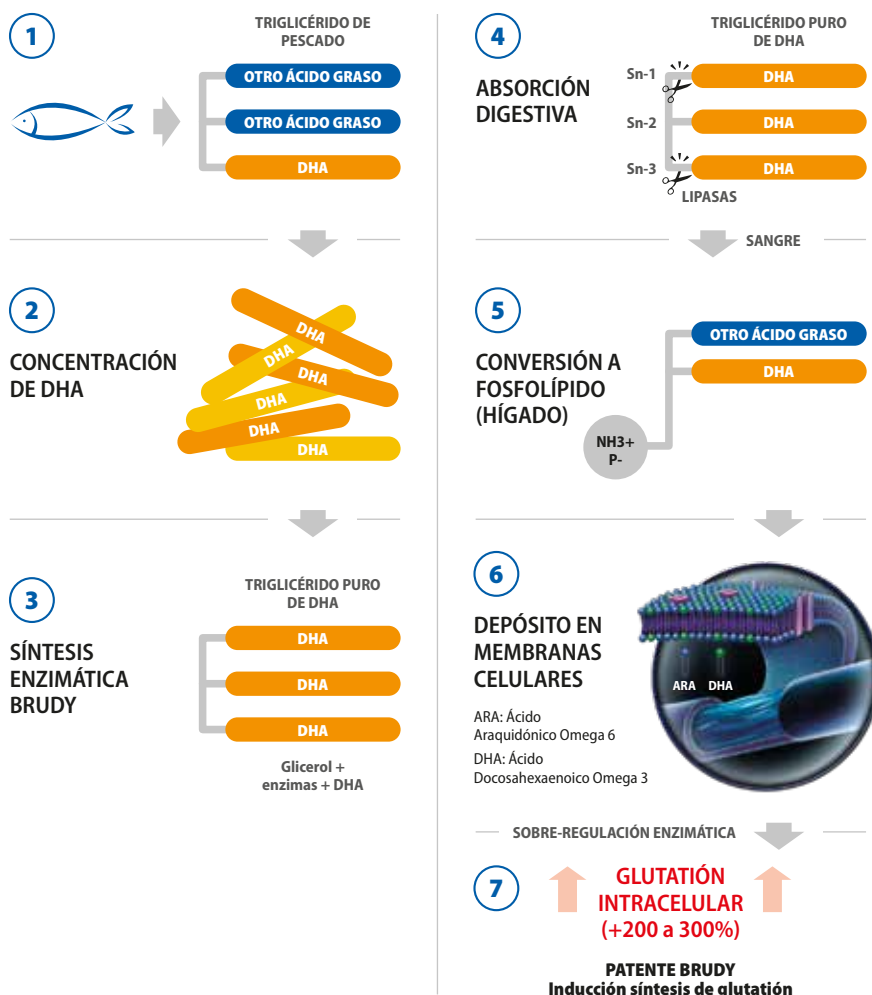 1
TRIGLICÉRIDO DE
PESCADO
OTRO ÁCIDO GRASO
OTRO ÁCIDO GRASO
DHA
2
CONCENTRACIÓN
DE DHA
DHA
DHA
DHA
DHA
DHA
DHA
3
SÍNTESIS
ENZIMÁTICA
BRUDY
TRIGLICÉRIDO PURO
DE DHA
DHA
DHA
DHA
Glicerol +
enzimas + DHA
4
ABSORCIÓN
DIGESTIVA
TRIGLICÉRIDO PURO
DE DHA
Sn-1 DHA
Sn-2 DHA
Sn-3 DHA
LIPASAS
SANGRE
5
CONVERSIÓN A
FOSFOLÍPIDO
(HÍGADO)
OTRO ÁCIDO GRASO
DHA
NH3+
P-
6
DEPÓSITO EN
MEMBRANAS
CELULARES
ARA: Ácido
Araquidónico Omega 6
DHA: Ácido
Docosahexaenoico Omega 3
ARA DHA
SOBRE-REGULACIÓN ENZIMÁTICA
7
GLUTATIÓN
INTRACELULAR
(+200 a 300%)
PATENTE BRUDY
Inducción síntesis de glutatión